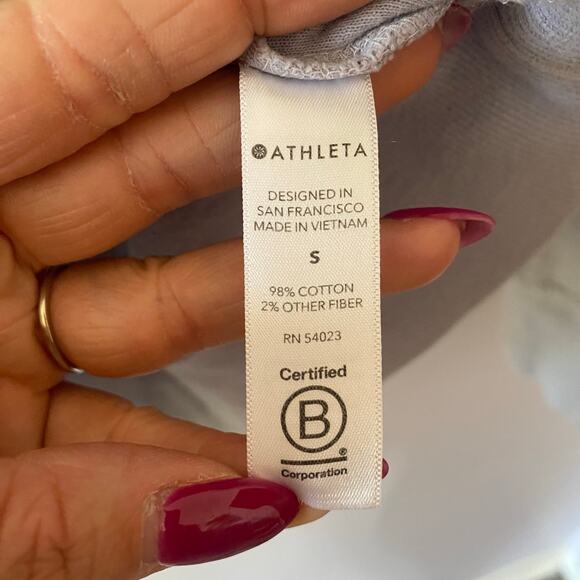 ATHLETA
DESIGNED IN
SAN FRANCISCO
MADE IN VIETNAM
S
98% COTTON
2% OTHER FIBER
RN 54023
Certified
B
®
Corporation